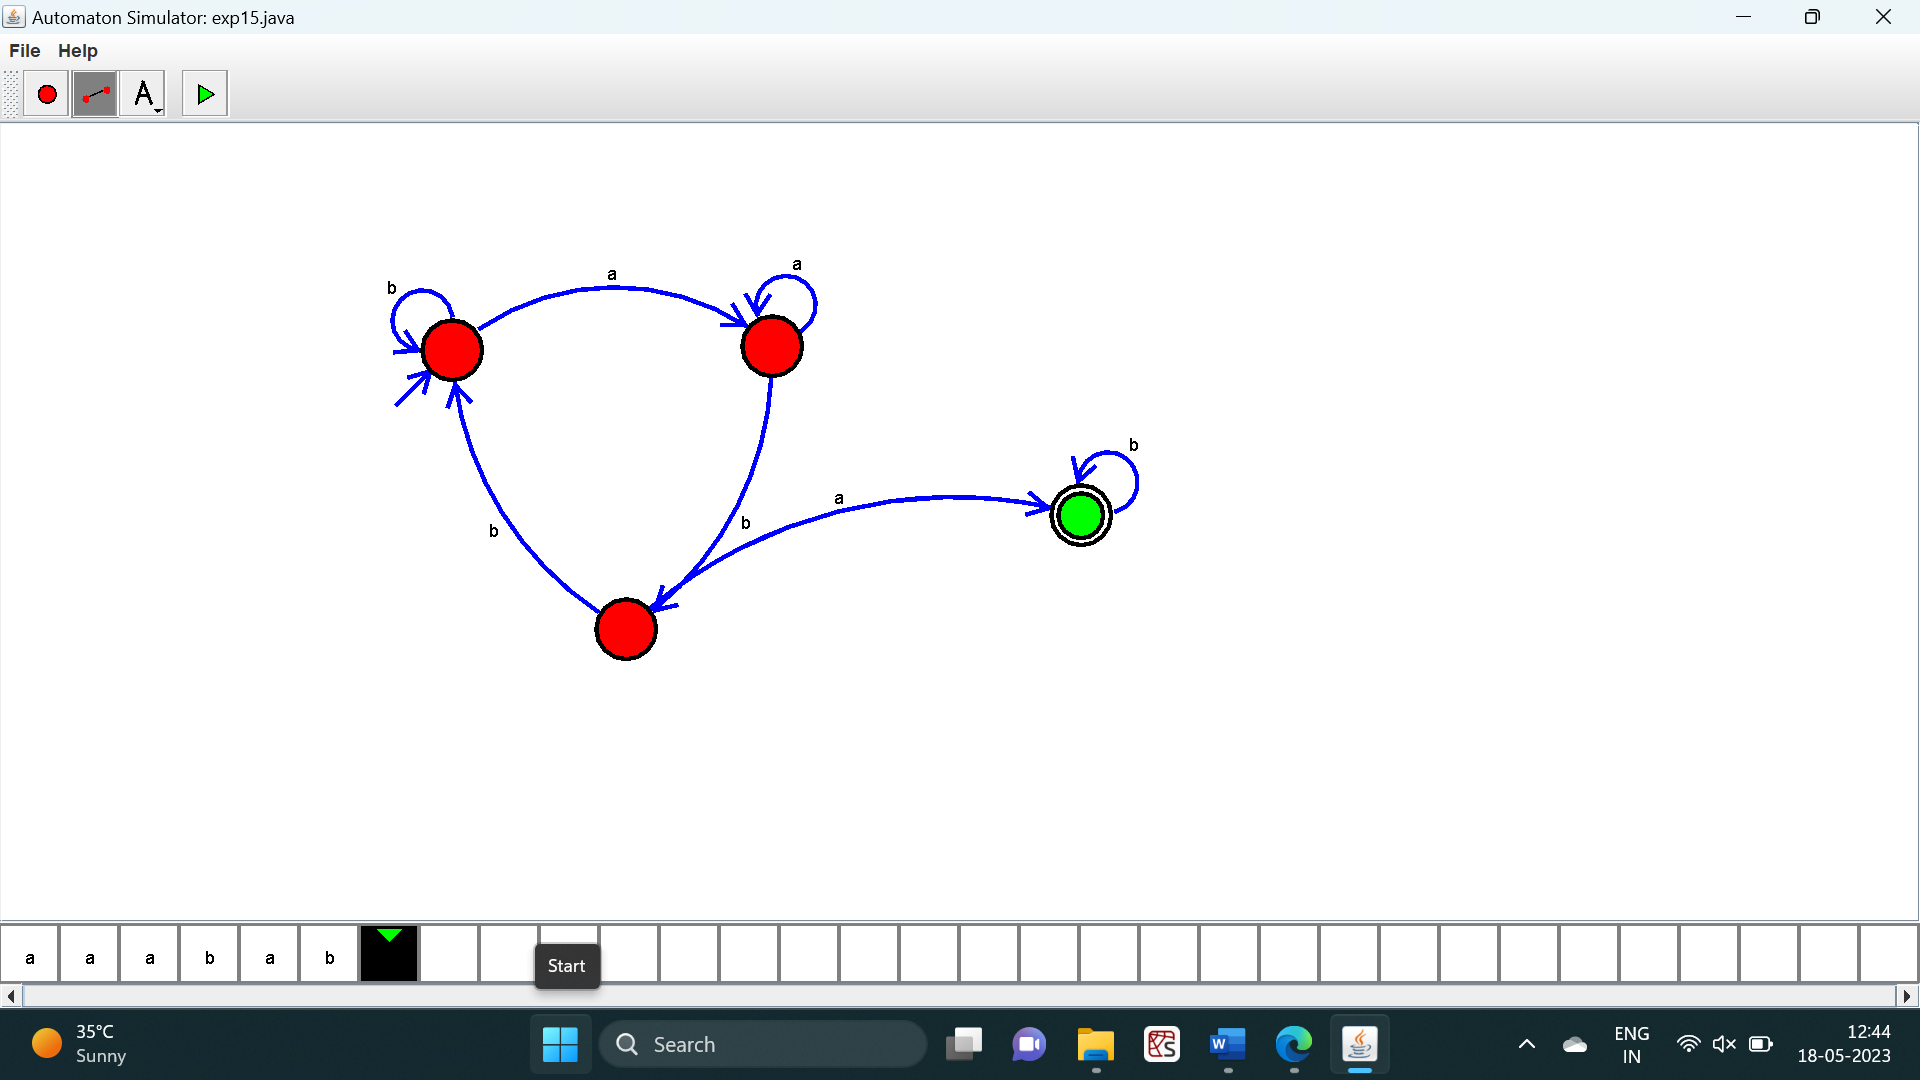 Automaton Simulator: exp15.java
File Help
A
a
a
b
b
a
b
b
a a a b a b
Start
35°C
Sunny
Search
W
S
ENG
IN
12:44
18-05-2023